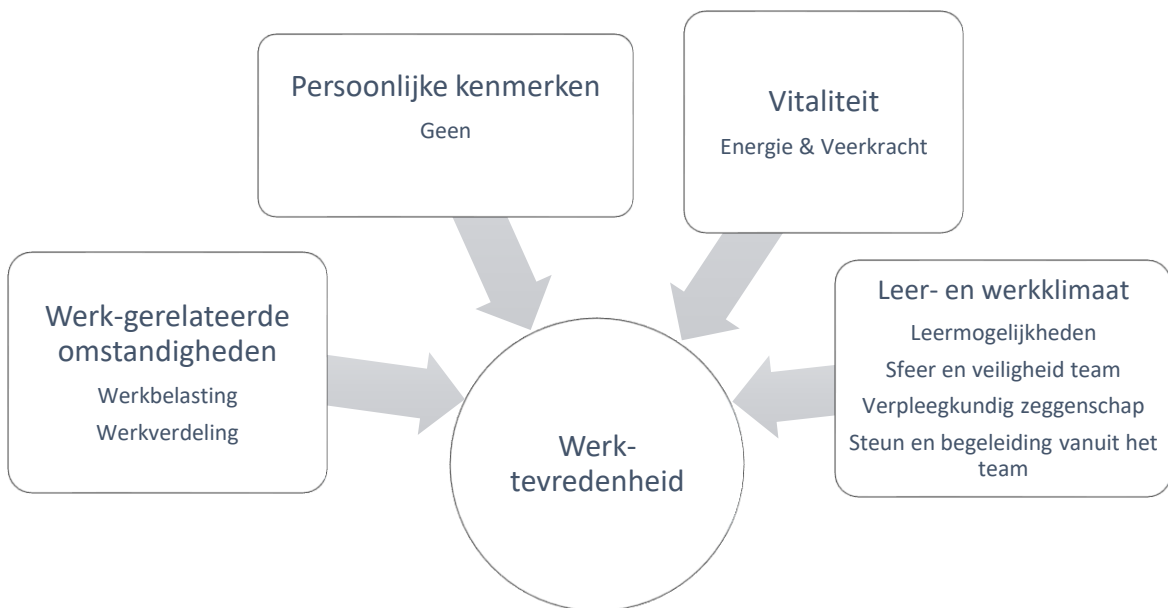 Persoonlijke kenmerken
Geen
Vitaliteit
Energie & Veerkracht
Werk-gerelateerde
omstandigheden
Werkbelasting
Werkverdeling
Leer- en werkklimaat
Leermogelijkheden
Sfeer en veiligheid team
Verpleegkundig zeggenschap
Steun en begeleiding vanuit het
team
Werk-
tevredenheid